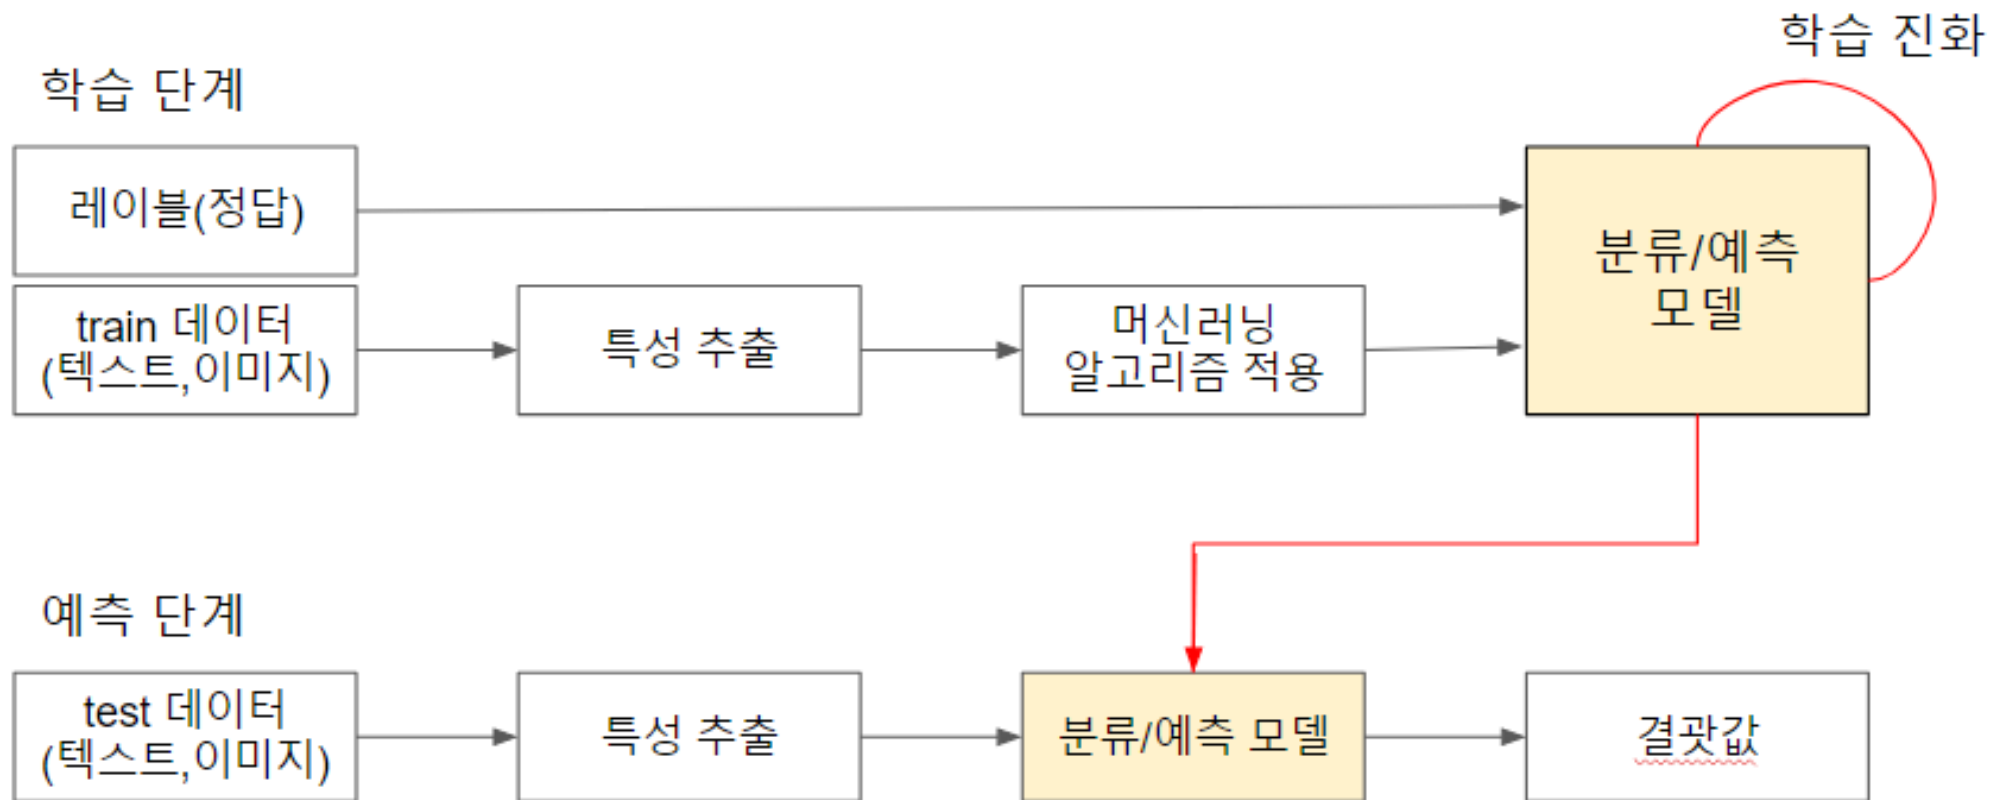 학습 진화
학습 단계
레이블(정답)
train 데이터
(텍스트,이미지)
특성 추출
머신러닝
알고리즘 적용
분류/예측
모델
예측 단계
test 데이터
(텍스트,이미지)
특성 추출
분류/예측 모델
결괏값